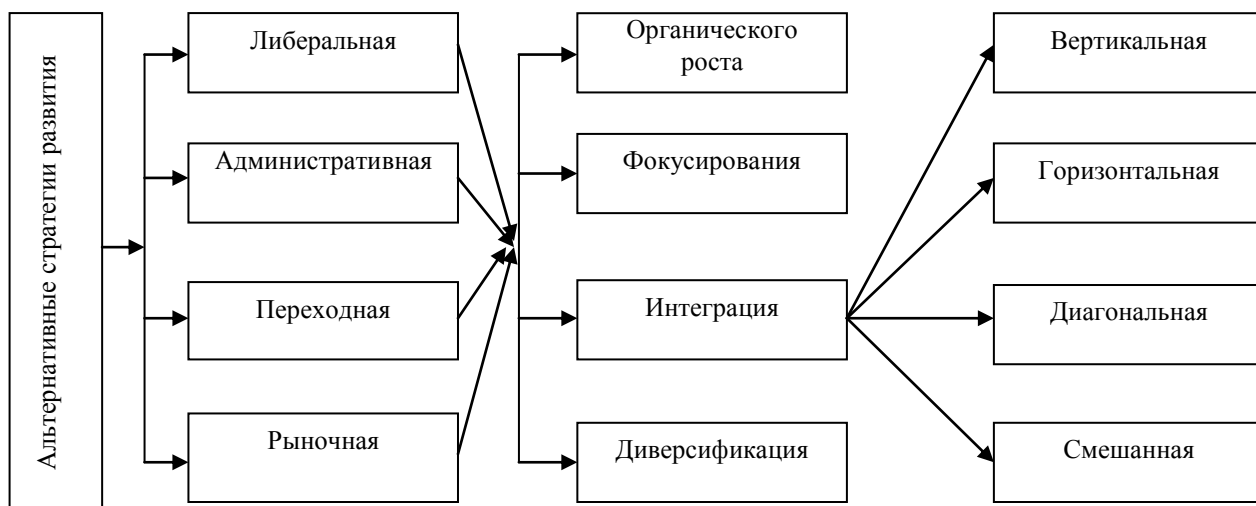 Альтернативные стратегии развития
Либеральная
Административная
Переходная
Рыночная
Органического
роста
Фокусирования
Интеграция
Диверсификация
Вертикальная
Горизонтальная
Диагональная
Смешанная